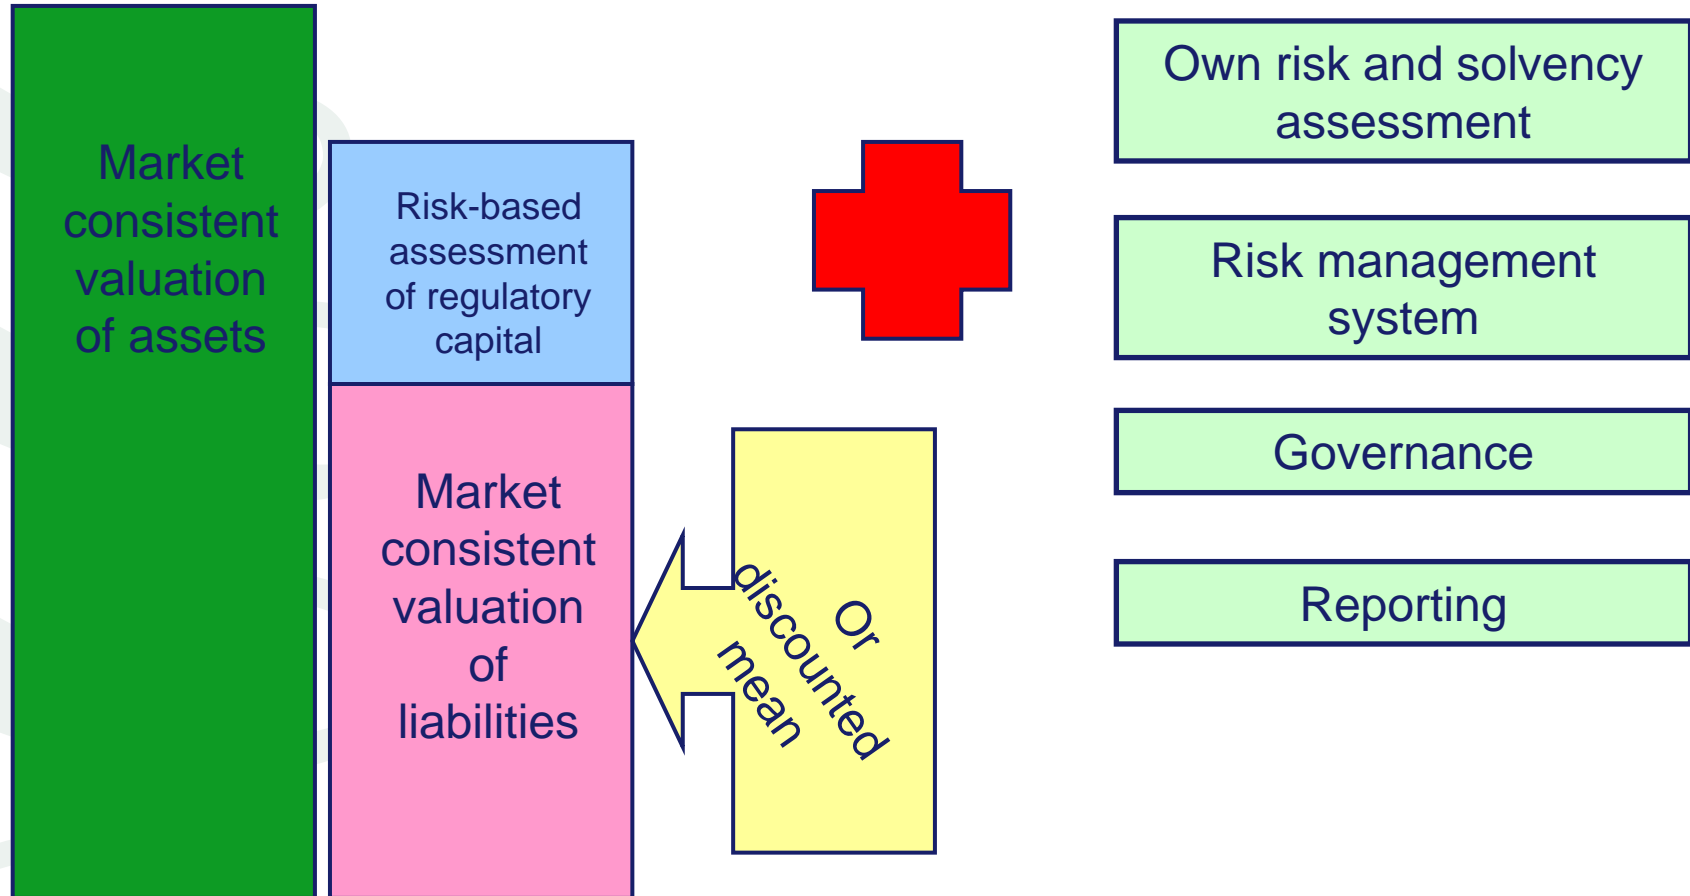 Market
consistent
valuation
of assets
Risk-based
assessment
of regulatory
capital
Market
consistent
valuation
of
liabilities
Or
discounted
mean
Own risk and solvency
assessment
Risk management
system
Governance
Reporting